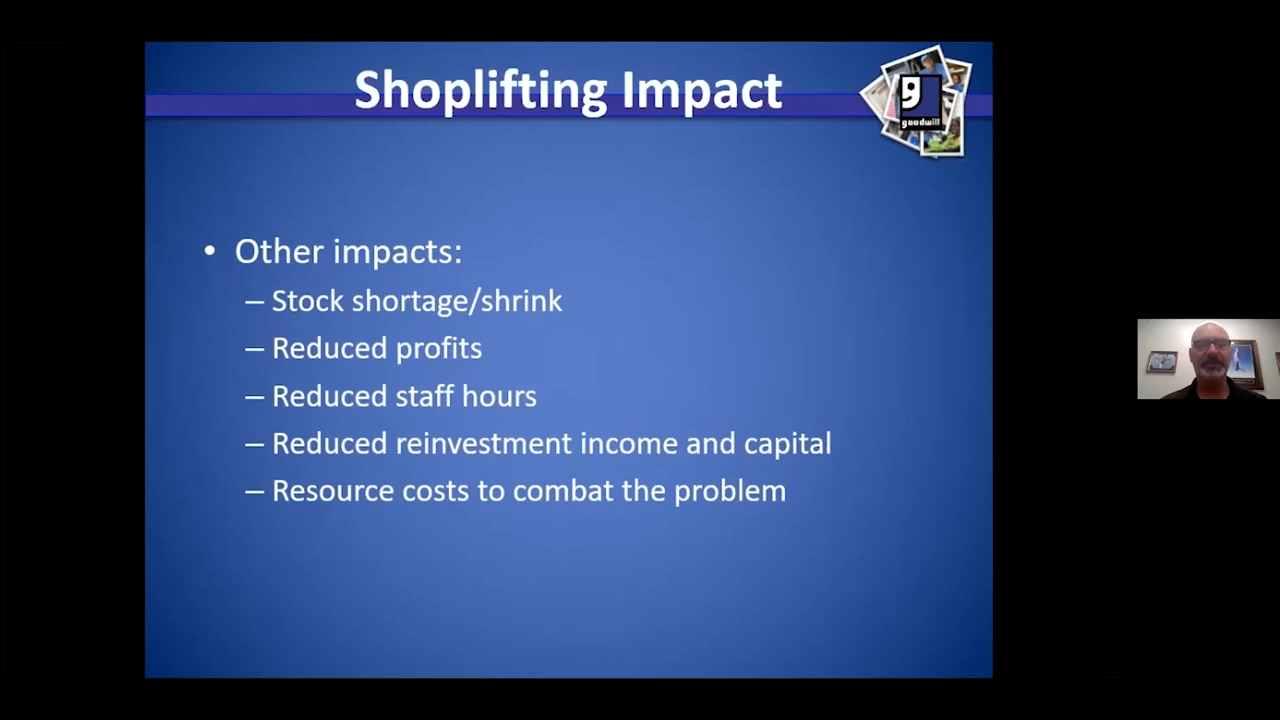 Shoplifting Impact
g
goodwill
• Other impacts:
– Stock shortage/shrink
– Reduced profits
– Reduced staff hours
– Reduced reinvestment income and capital
– Resource costs to combat the problem